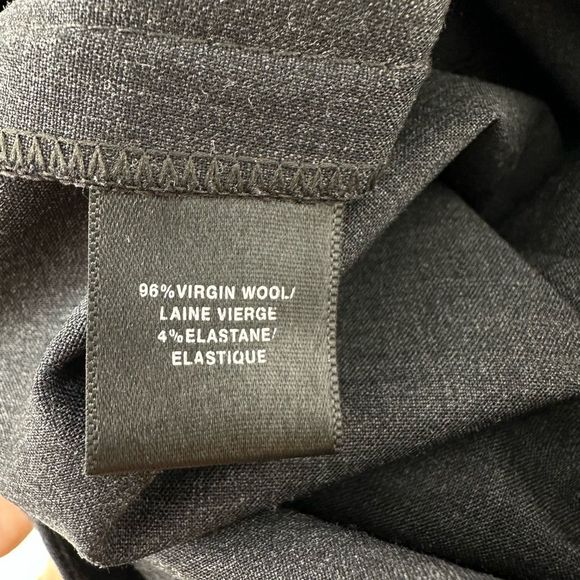 96%VIRGIN WOOL/
LAINE VIERGE
4%ELASTANE/
ELASTIQUE